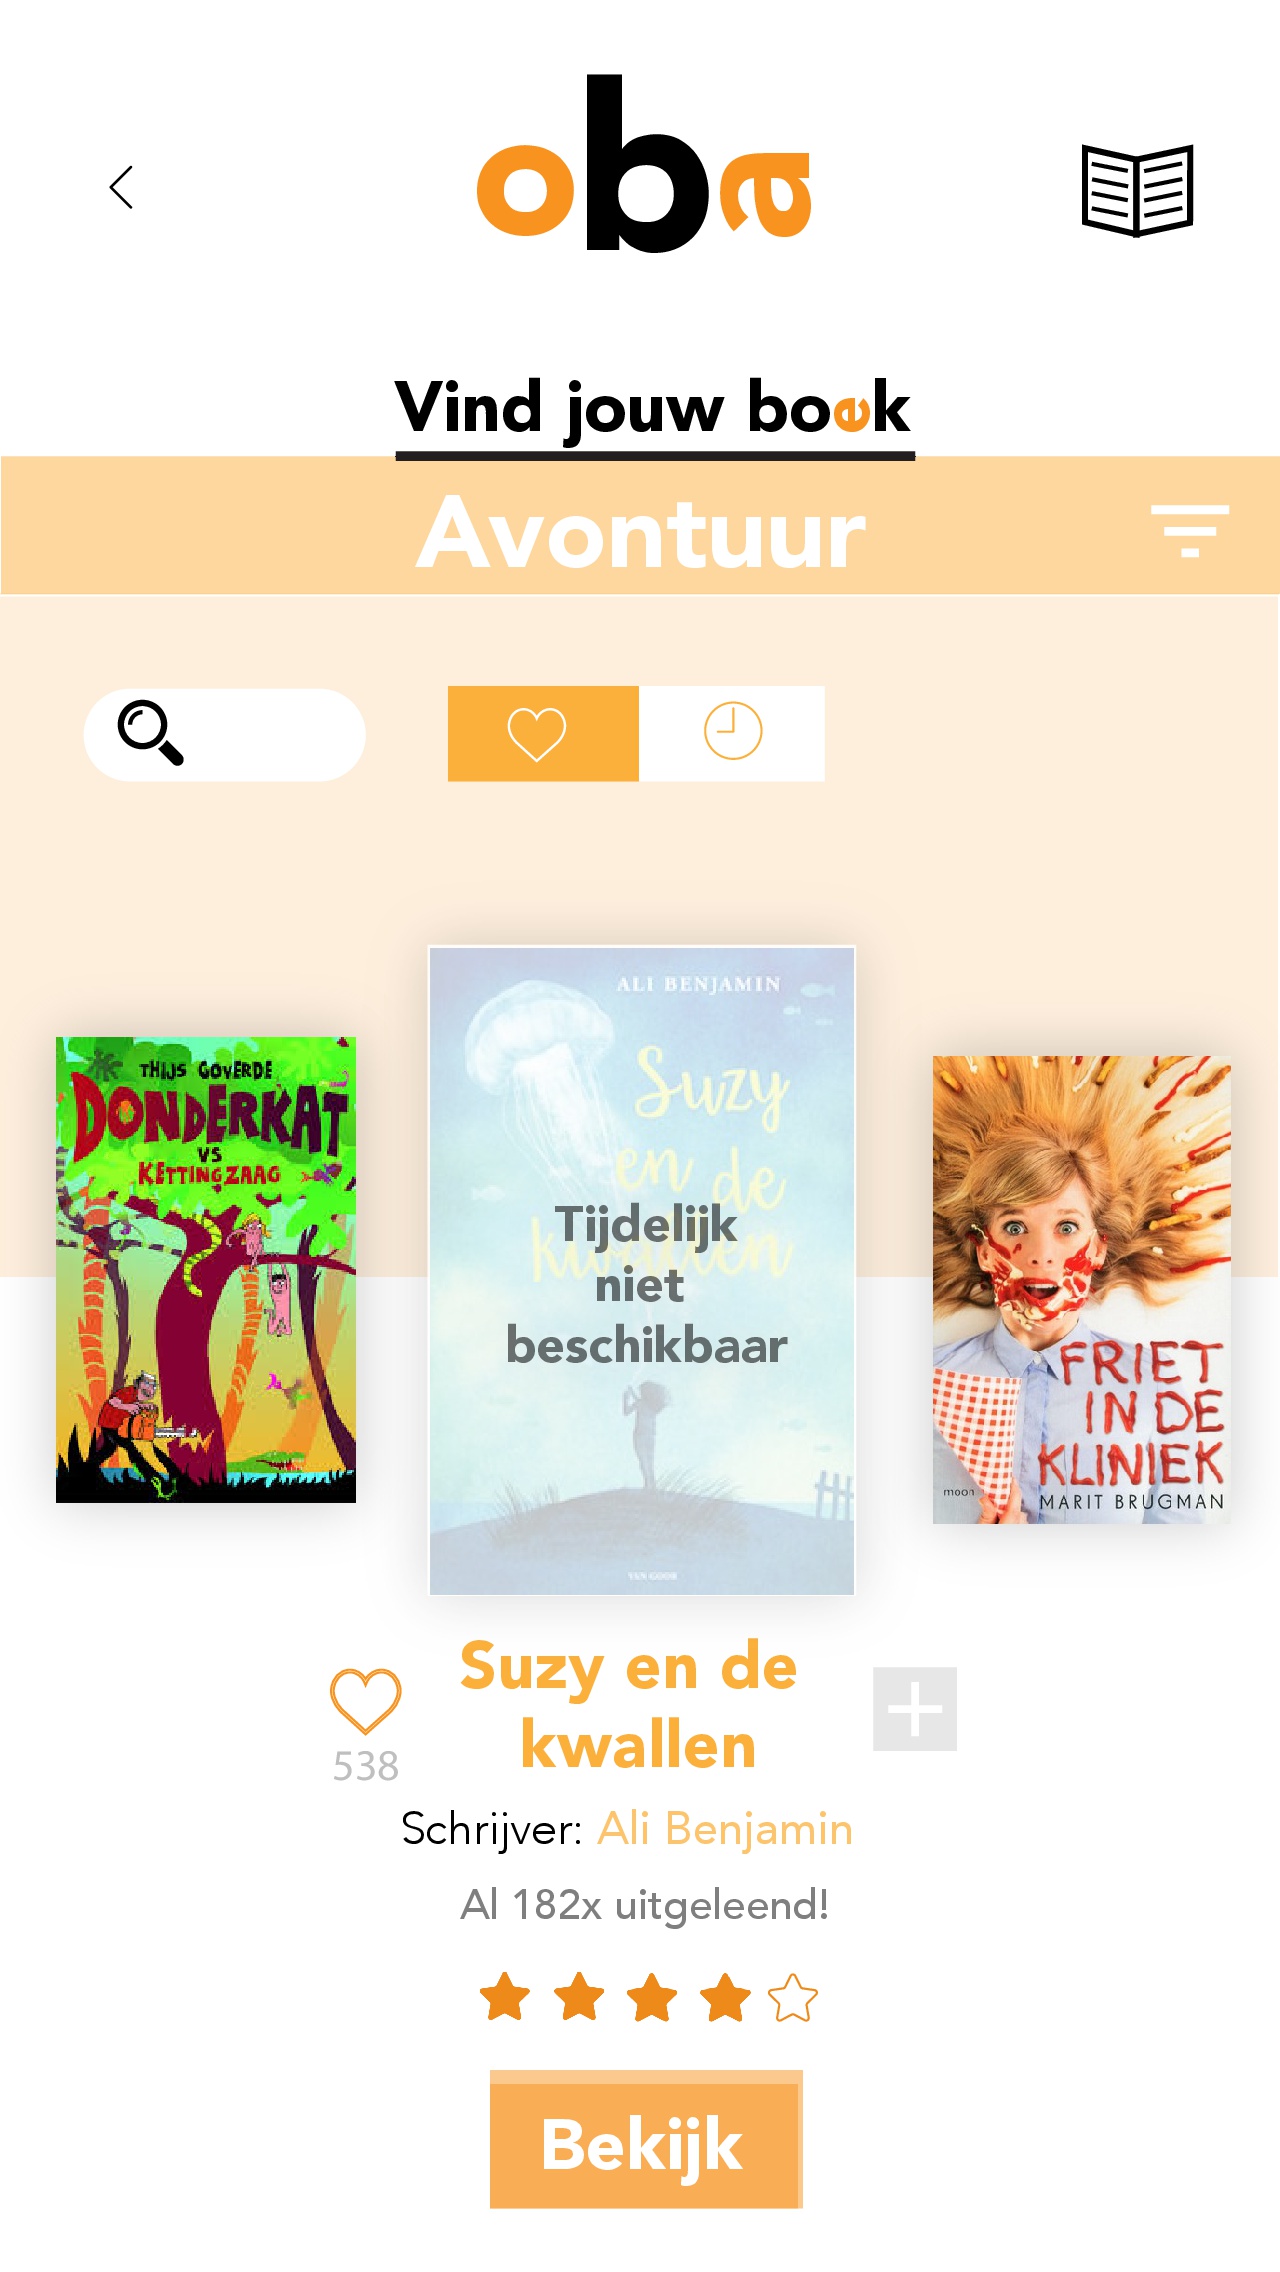 oba
Vind jouw boek
Avontuur
THIJS GOVERDE
DONDERKAT
VS
KETTINGZAAG
ALI BENJAMIN
Suzy
en de
kwallen
Tijdelijk
niet
beschikbaar
VAN GOOR
FRIET
IN DE
KLINIEK
moon
MARIT BRUGMAN
Suzy en de
kwallen
538
Schrijver: Ali Benjamin
Al 182x uitgeleend!
Bekijk